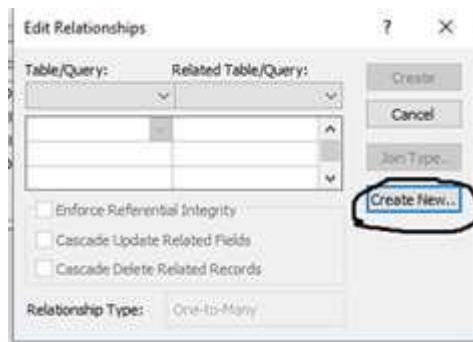 Edit Relationships ? ×
Table/Query: Related Table/Query:
Create
Cancel
Join Type...
Create New..
Enforce Referential Integrity
Cascade Update Related Fields
Cascade Delete Related Records
Relationship Type: One-to-Many